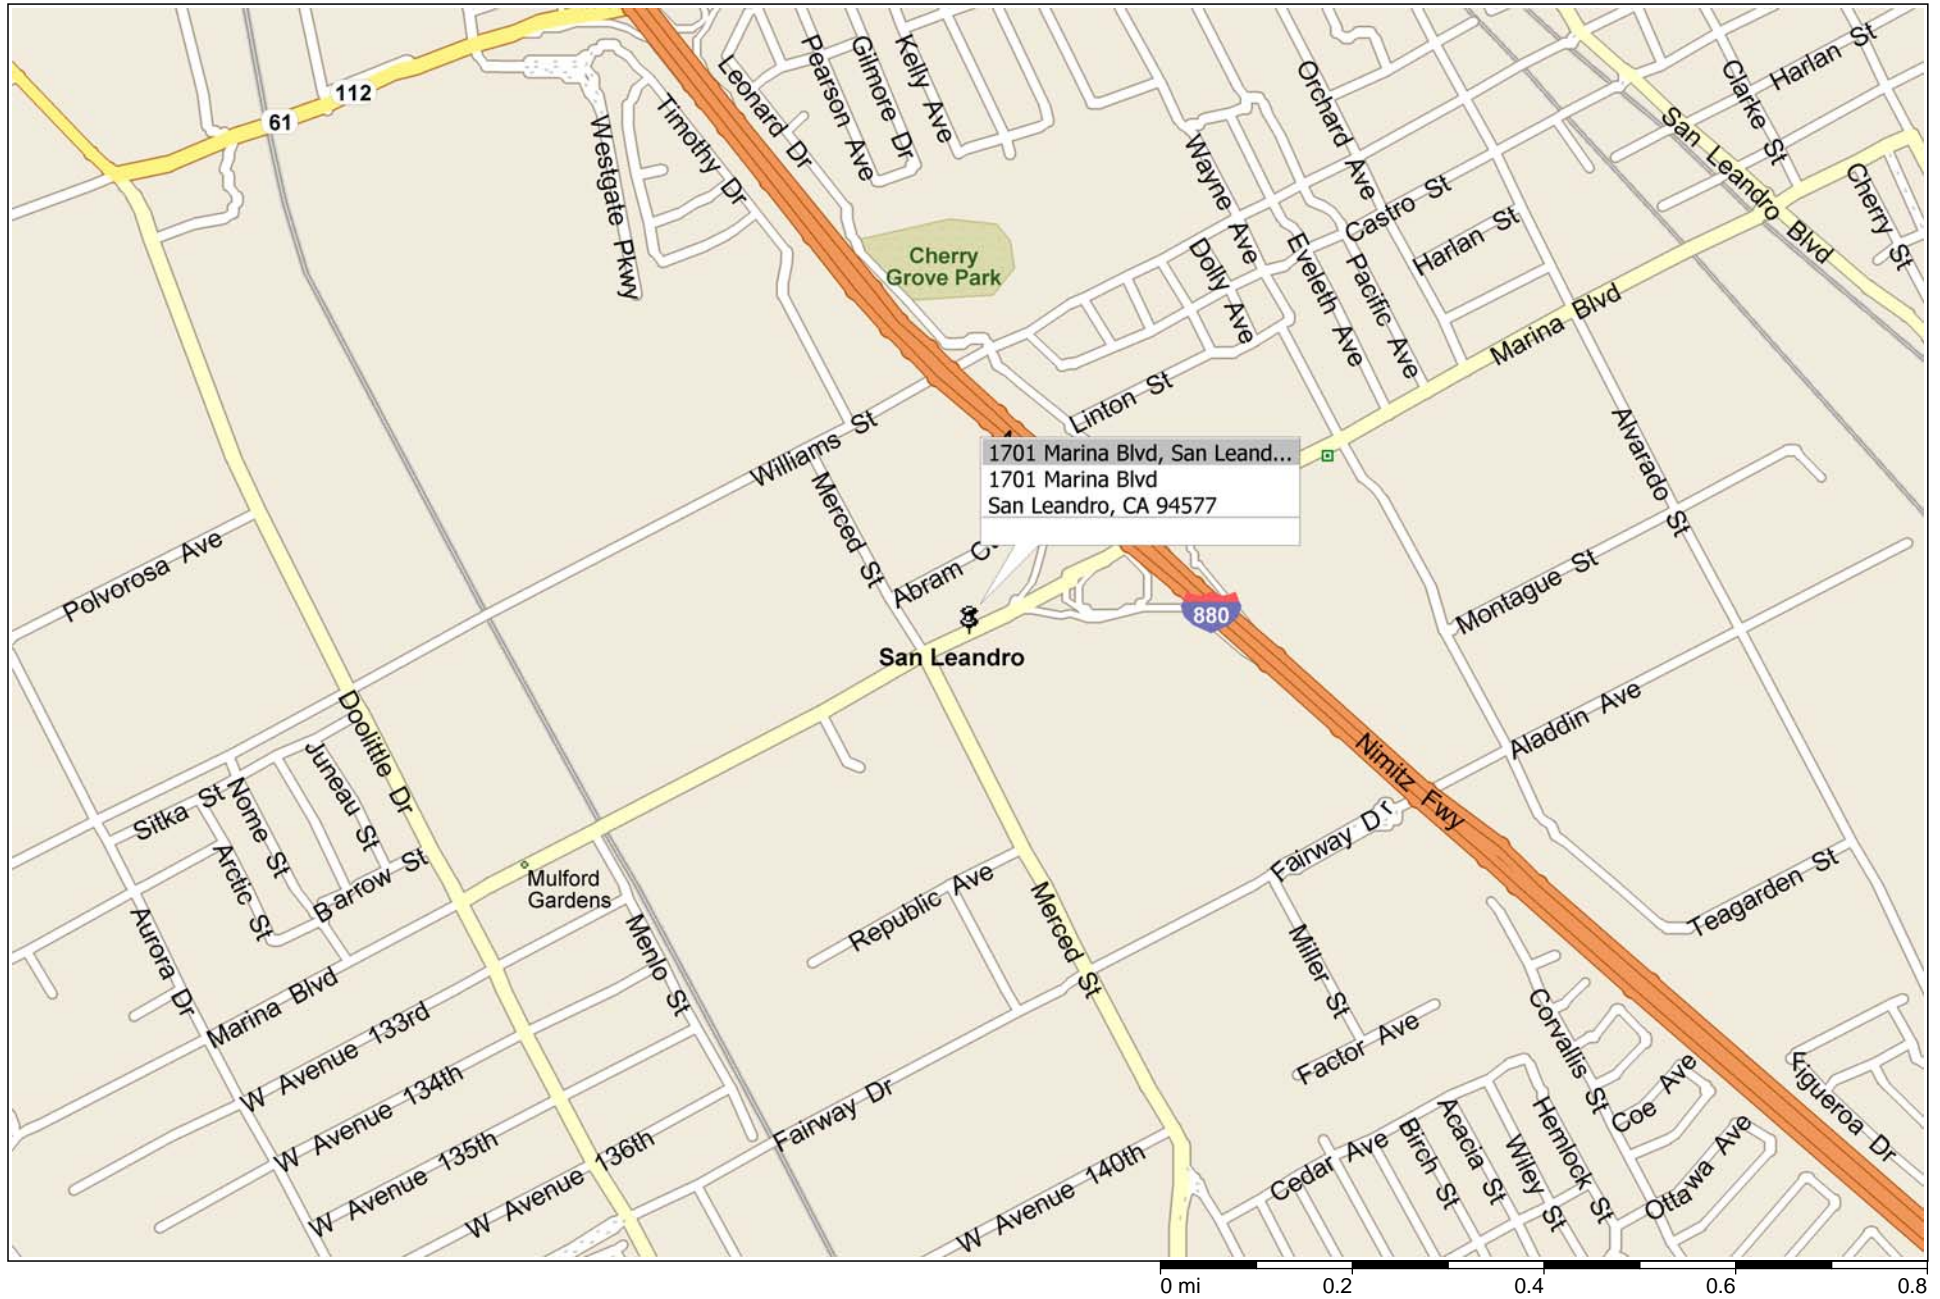 112
61
Leonard Dr
Pearson Ave
Gilmore Dr
Kelly Ave
Timothy Dr
Westgate Pkwy
Orchard Ave
Wayne Ave
Clarke St
Harlan St
San Leandro Blvd
Cherry St
Castro St
Harlan St
Cherry
Grove Park
Dolly Ave
Eveleth Ave
Pacific Ave
Marina Blvd
Linton St
Williams St
Merced St
Alvarado St
1701 Marina Blvd, San Leand...
1701 Marina Blvd
San Leandro, CA 94577
Abram
Polvorosa Ave
Montague St
880
San Leandro
Doolittle Dr
Aladdin Ave
Nimitz Fwy
Juneau St
Nome St
Sitka St
Arctic St
Barrow St
Fairway Dr
Mulford
Gardens
Republic Ave
Teagarden St
Aurora Dr
Menlo St
Merced St
Miller St
Marina Blvd
W Avenue 133rd
Factor Ave
Corvallis St
Coe Ave
Figueroa Dr
W Avenue 134th
Fairway Dr
W Avenue 135th
W Avenue 136th
W Avenue 140th
Cedar Ave
Birch St
Acacia St
Wiley St
Hemlock St
Ottawa Ave
0 mi 0.2 0.4 0.6 0.8